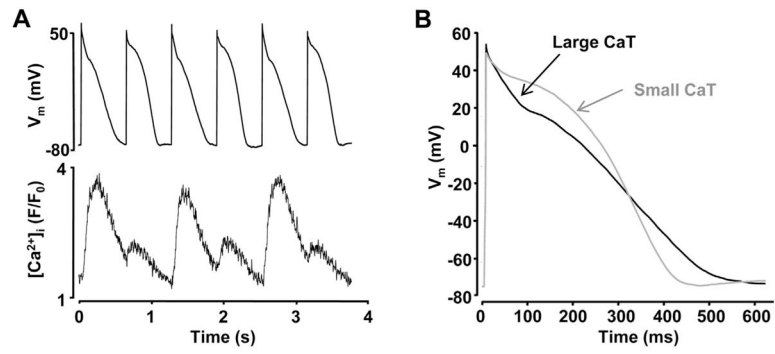 A
50
Vm (mV)
-80
4
[Ca²⁺]i (F/F0)
1
0
1
2
3
4
Time (s)
B
60
40
20
0
-20
-40
-60
-80
Vm (mV)
Large CaT
Small CaT
0
100
200
300
400
500
600
Time (ms)